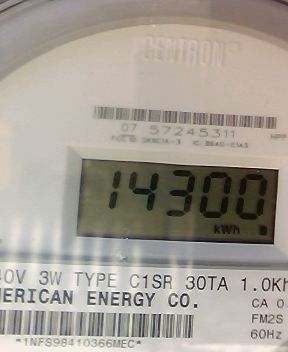 CENTRON®
07 57245311
14300
kWh
40V 3W TYPE C1SR 30TA 1.0Kh
MERICAN ENERGY CO.
CA 0
FM2S
60Hz
*1NFS98410366MEC*